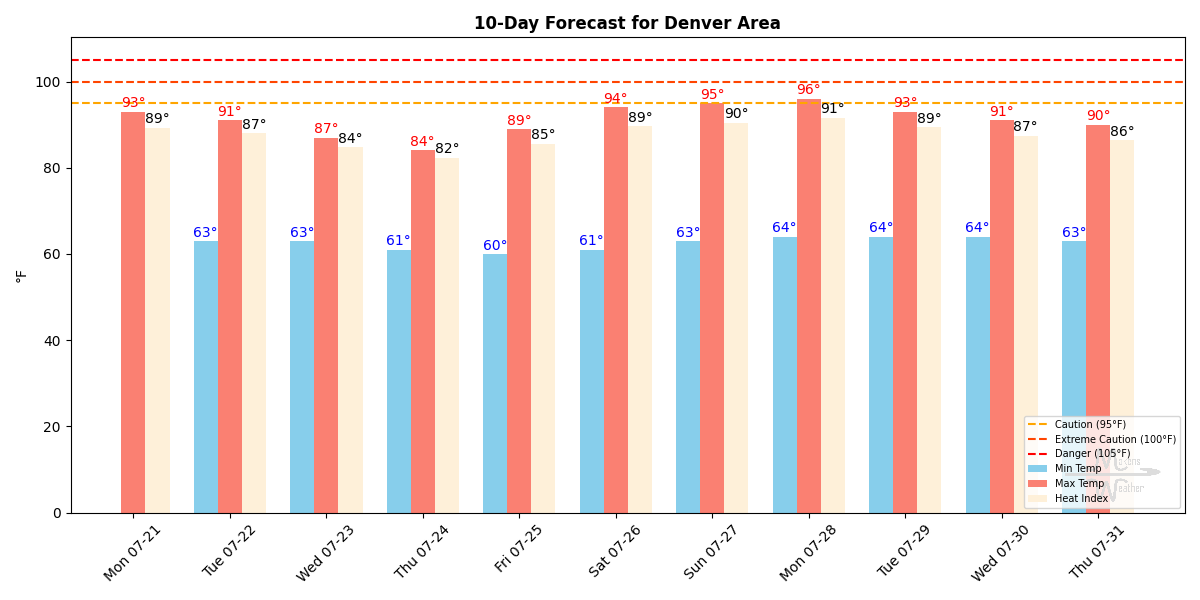 10-Day Forecast for Denver Area
°F
100
80
60
40
20
0
93° 89°
63° 91° 87°
63° 87° 84°
61° 84° 82°
60° 89° 85°
61° 94° 89°
63° 95° 90°
64° 96° 91°
64° 93° 89°
64° 91° 87°
63° 90° 86°
Mon 07-21
Tue 07-22
Wed 07-23
Thu 07-24
Fri 07-25
Sat 07-26
Sun 07-27
Mon 07-28
Tue 07-29
Wed 07-30
Thu 07-31
Caution (95°F)
Extreme Caution (100°F)
Danger (105°F)
Min Temp
Max Temp
Heat Index